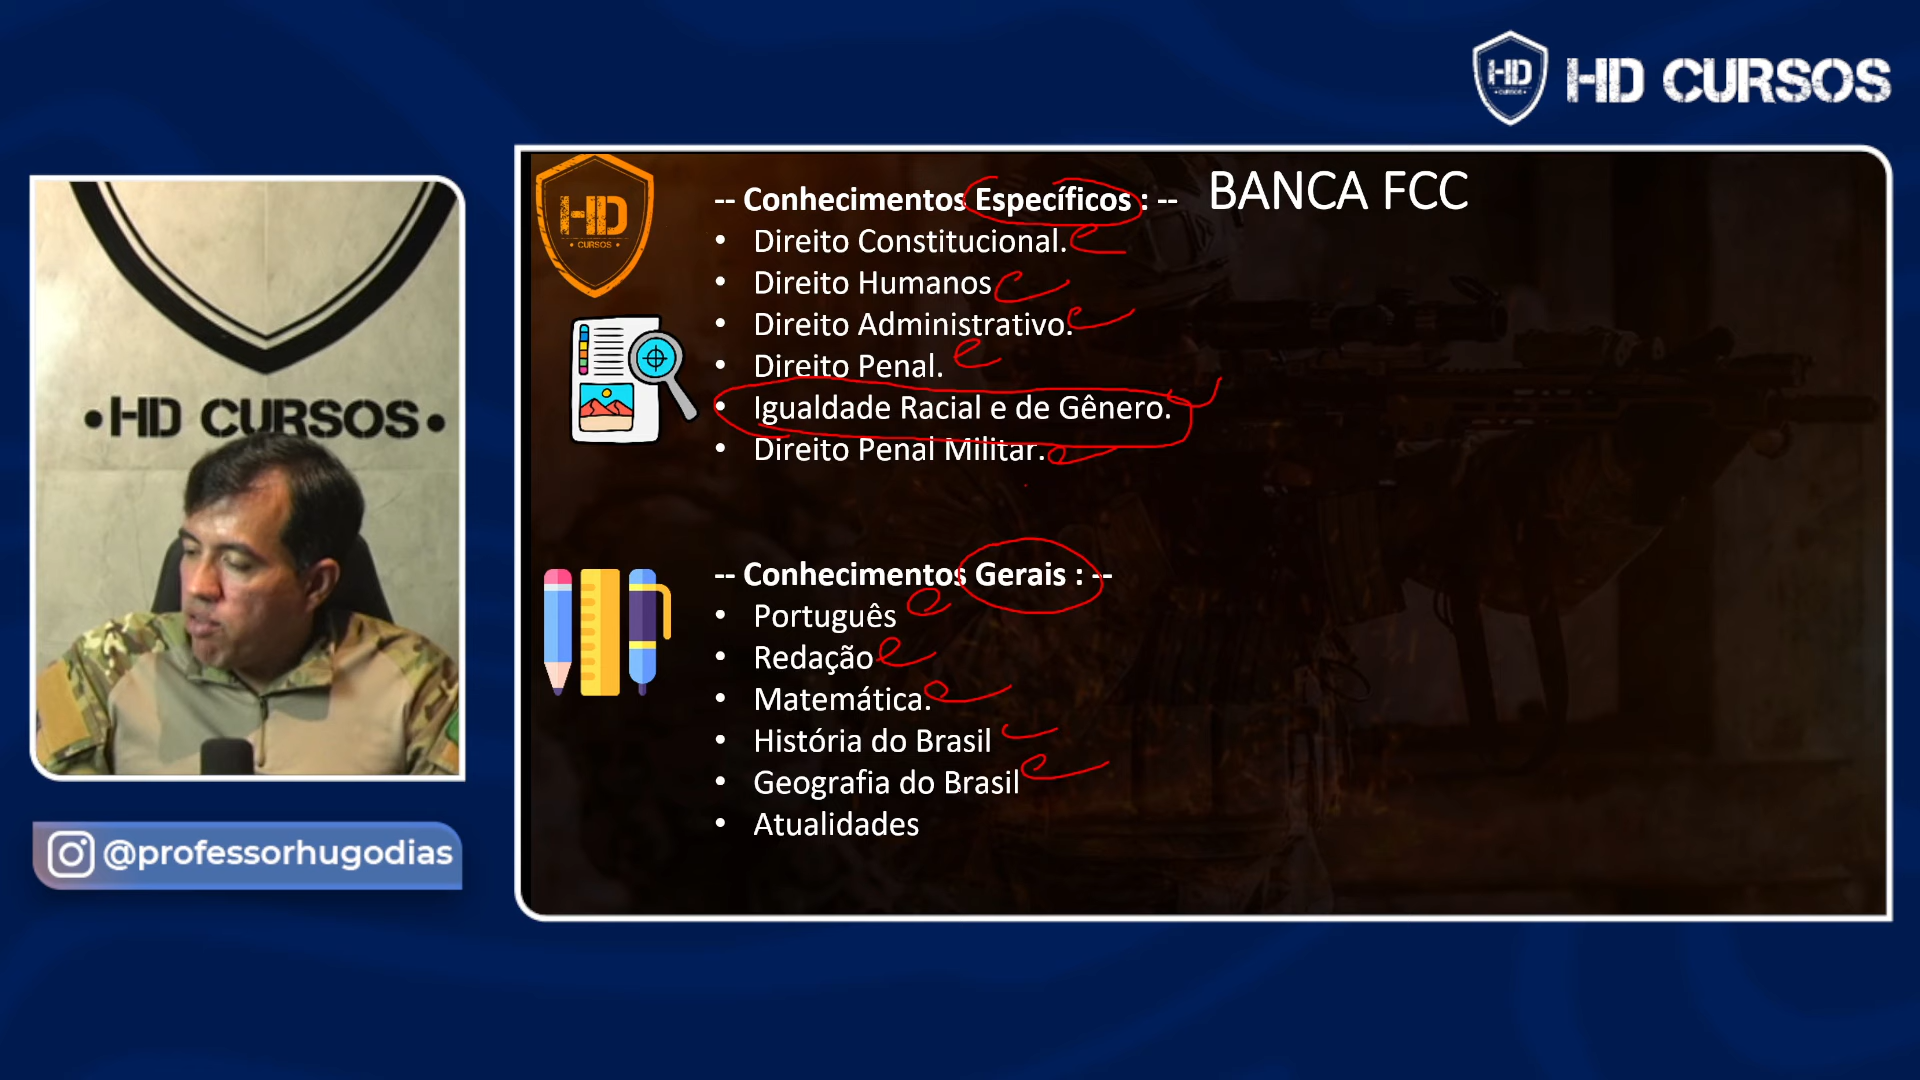 HD CURSOS
HD
CURSOS
•HD CURSOS•
@professorhugodias
HD
• CURSOS •
-- Conhecimentos Específicos : --
BANCA FCC
• Direito Constitucional.
• Direito Humanos
• Direito Administrativo.
• Direito Penal.
• Igualdade Racial e de Gênero.
• Direito Penal Militar.
-- Conhecimentos Gerais : --
• Português
• Redação
• Matemática.
• História do Brasil
• Geografia do Brasil
• Atualidades